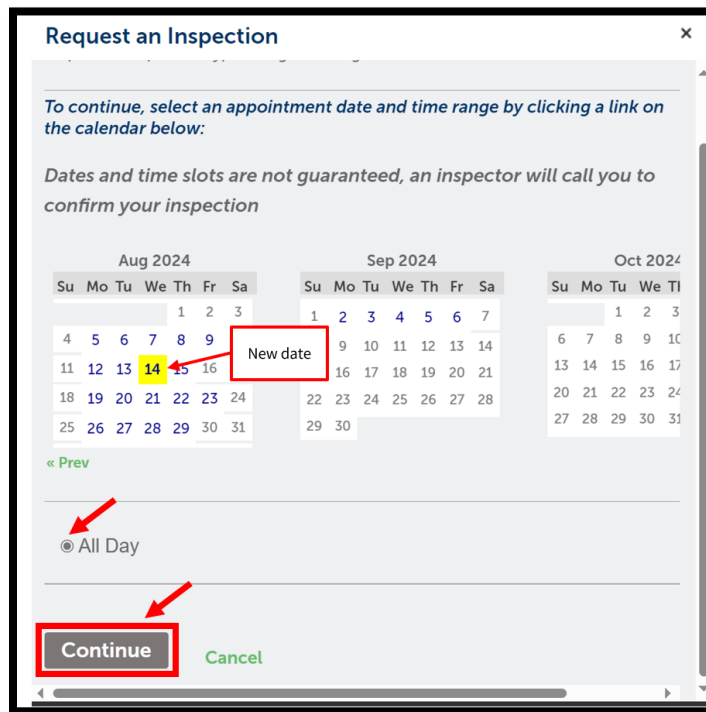 Request an Inspection
×
To continue, select an appointment date and time range by clicking a link on
the calendar below:
Dates and time slots are not guaranteed, an inspector will call you to
confirm your inspection
Aug 2024
Su Mo Tu We Th Fr Sa
1 2 3
4 5 6 7 8 9
11 12 13 14 15 16
18 19 20 21 22 23 24
25 26 27 28 29 30 31
New date
Sep 2024
Su Mo Tu We Th Fr Sa
1 2 3 4 5 6 7
9 10 11 12 13 14
16 17 18 19 20 21
22 23 24 25 26 27 28
29 30
Oct 2024
Su Mo Tu We Th
1 2 3
6 7 8 9 10
13 14 15 16 17
20 21 22 23 24
27 28 29 30 31
« Prev
All Day
Continue
Cancel